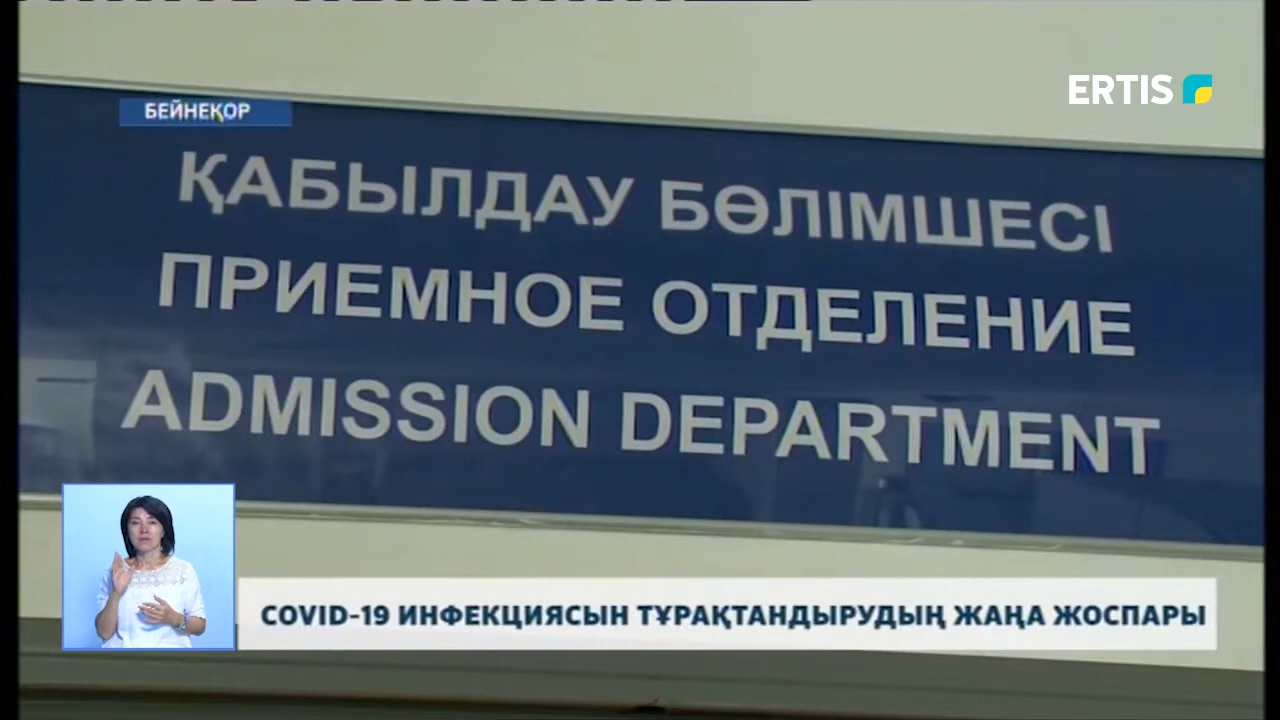 ERTIS
БЕЙНЕҚОР
ҚАБЫЛДАУ БӨЛІМШЕСІ
ПРИЕМНОЕ ОТДЕЛЕНИЕ
ADMISSION DEPARTMENT
COVID-19 ИНФЕКЦИЯСЫН ТҰРАҚТАНДЫРУДЫҢ ЖАҢА ЖОСПАРЫ